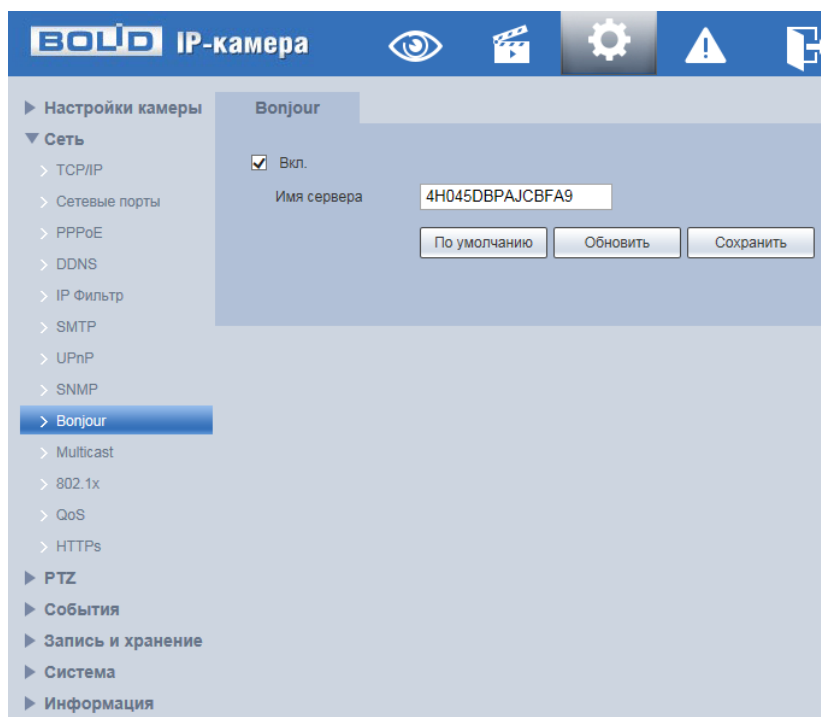 BOLID IP-камера
Настройки камеры
Сеть
TCP/IP
Сетевые порты
PPPoE
DDNS
IP Фильтр
SMTP
UPnP
SNMP
Bonjour
Multicast
802.1x
QoS
HTTPs
PTZ
События
Запись и хранение
Система
Информация
Bonjour
Вкл.
Имя сервера 4H045DBPAJCBFA9
По умолчанию Обновить Сохранить